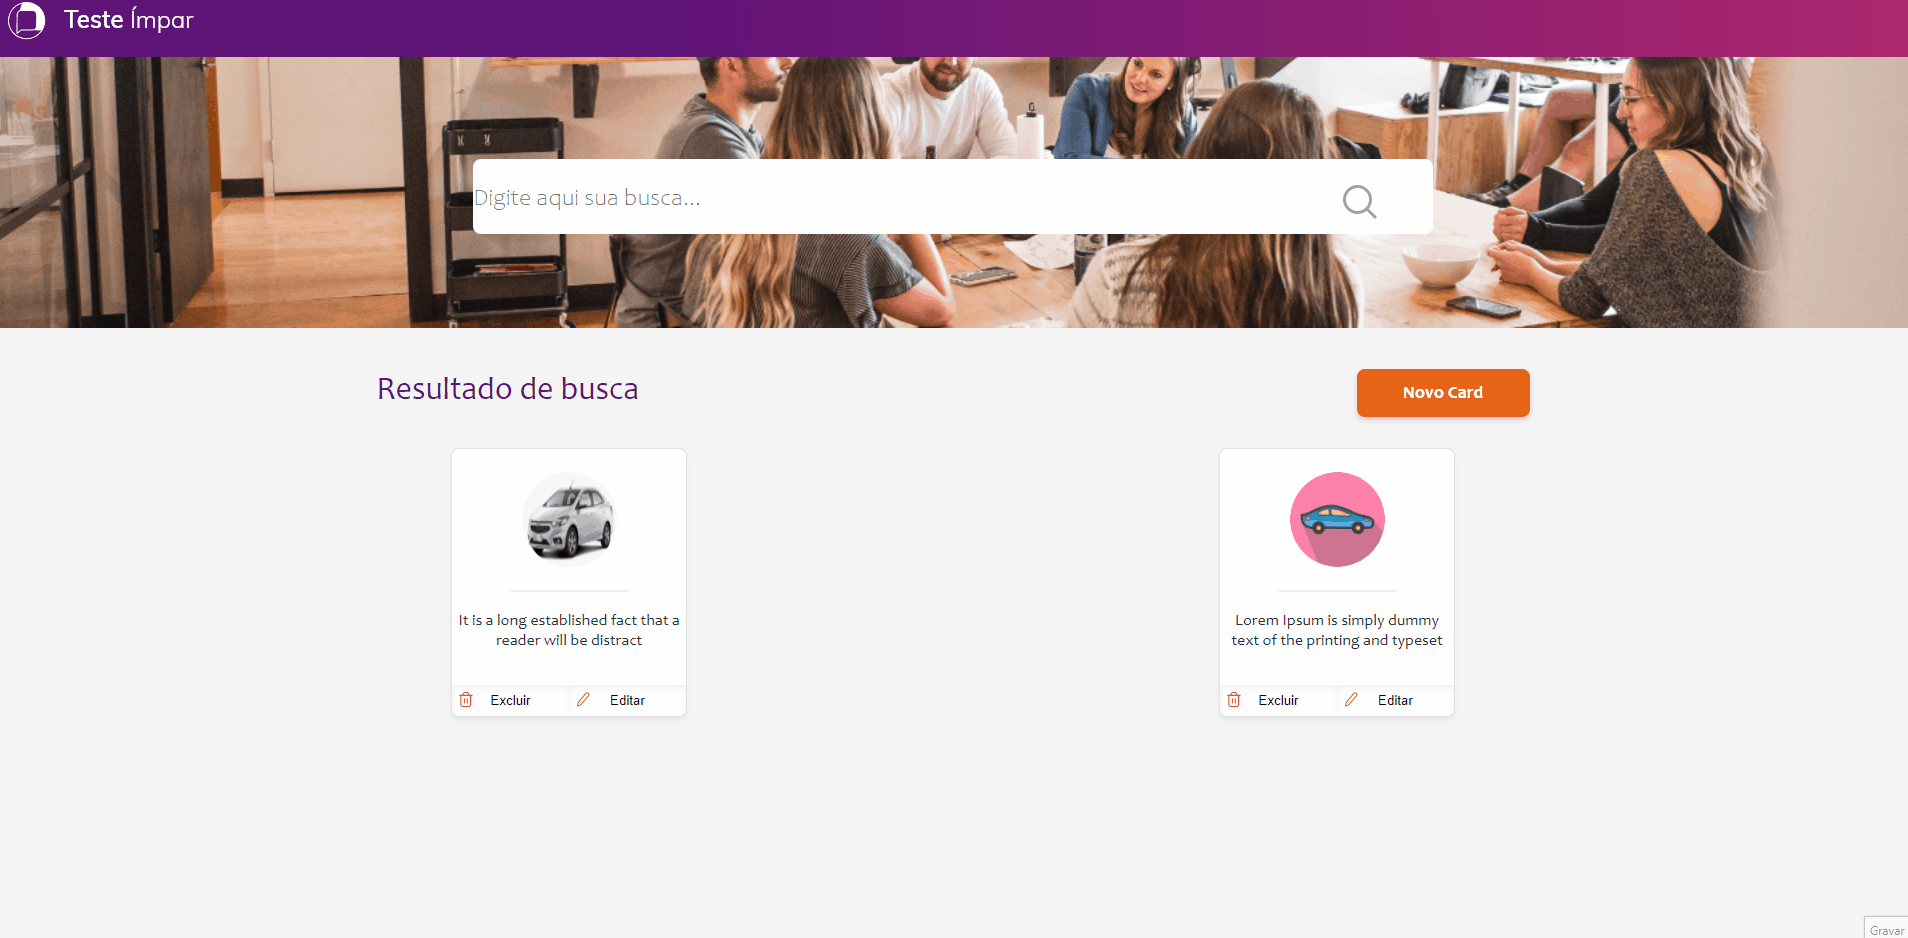 Teste Ímpar
Digite aqui sua busca...
Resultado de busca
Novo Card
It is a long established fact that a
reader will be distract
Excluir
Editar
Lorem Ipsum is simply dummy
text of the printing and typeset
Excluir
Editar
Gravar